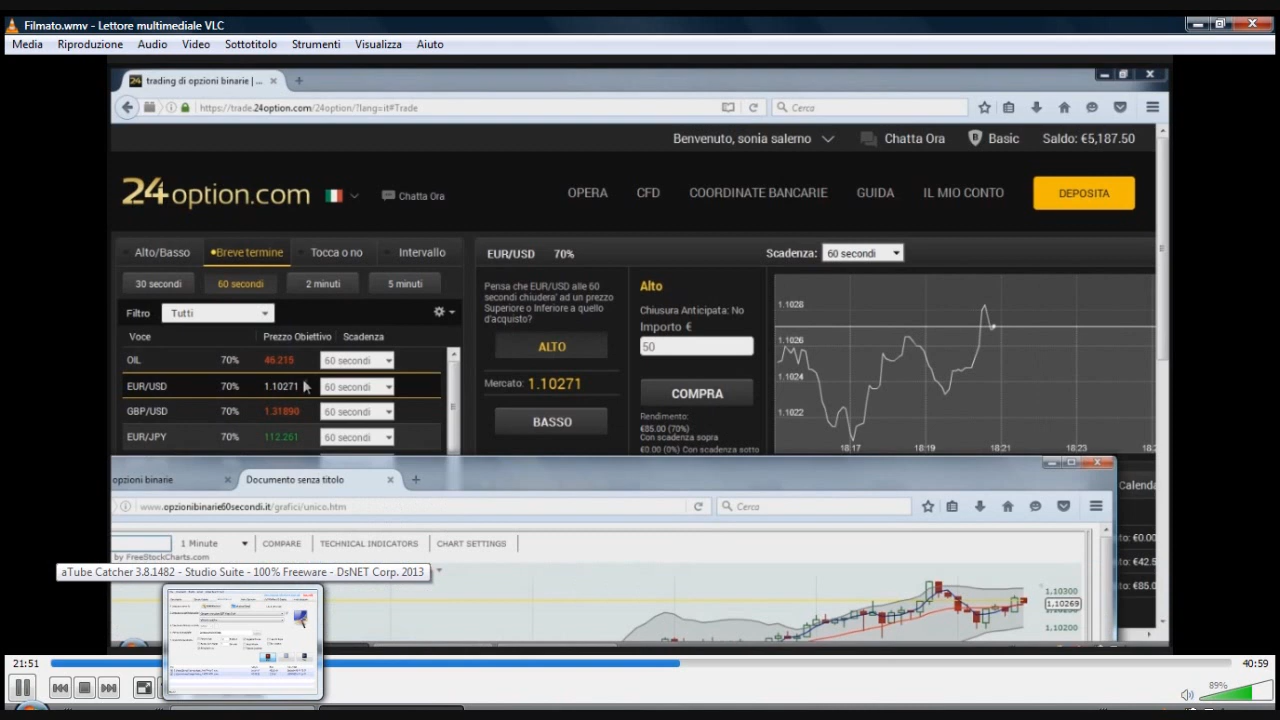 Filmato.wmv - Lettore multimediale VLC
Media Riproduzione Audio Video Sottotitolo Strumenti Visualizza Aiuto
trading di opzioni binarie | ...
https://trade.24option.com/24option/?lang=it#Trade
Cerca
Benvenuto, sonia salerno Chatta Ora Basic Saldo: €5,187.50
24option.com Chatta Ora OPERA CFD COORDINATE BANCARIE GUIDA IL MIO CONTO DEPOSITA
Alto/Basso •Breve termine Tocca o no Intervallo
30 secondi 60 secondi 2 minuti 5 minuti
Filtro Tutti
Voce Prezzo Obiettivo Scadenza
OIL 70% 46.215 60 secondi
EUR/USD 70% 1.10271 60 secondi
GBP/USD 70% 1.31890 60 secondi
EUR/JPY 70% 112.261 60 secondi
EUR/USD 70%
Pensa che EUR/USD alle 60
secondi chiudera' ad un prezzo
Superiore o Inferiore a quello
d'acquisto?
ALTO
Mercato: 1.10271
BASSO
Alto
Chiusura Anticipata: No
Importo €
50
COMPRA
Rendimento:
€85.00 (70%)
Con scadenza sopra
€0.00 (0%) Con scadenza sotto
Scadenza: 60 secondi
1.1028
1.1026
1.1024
1.1022
18:17 18:19 18:21 18:23
Calenda
€0.00
€42.5
€85.0
opzioni binarie Documento senza titolo
www.opzionibinarie60secondi.it/grafici/unico.htm
Cerca
1 Minute COMPARE TECHNICAL INDICATORS CHART SETTINGS
by FreeStockCharts.com
1,10300
1,10269
1,10200
aTube Catcher 3.8.1482 - Studio Suite - 100% Freeware - DsNET Corp. 2013
21:51 40:59
89%